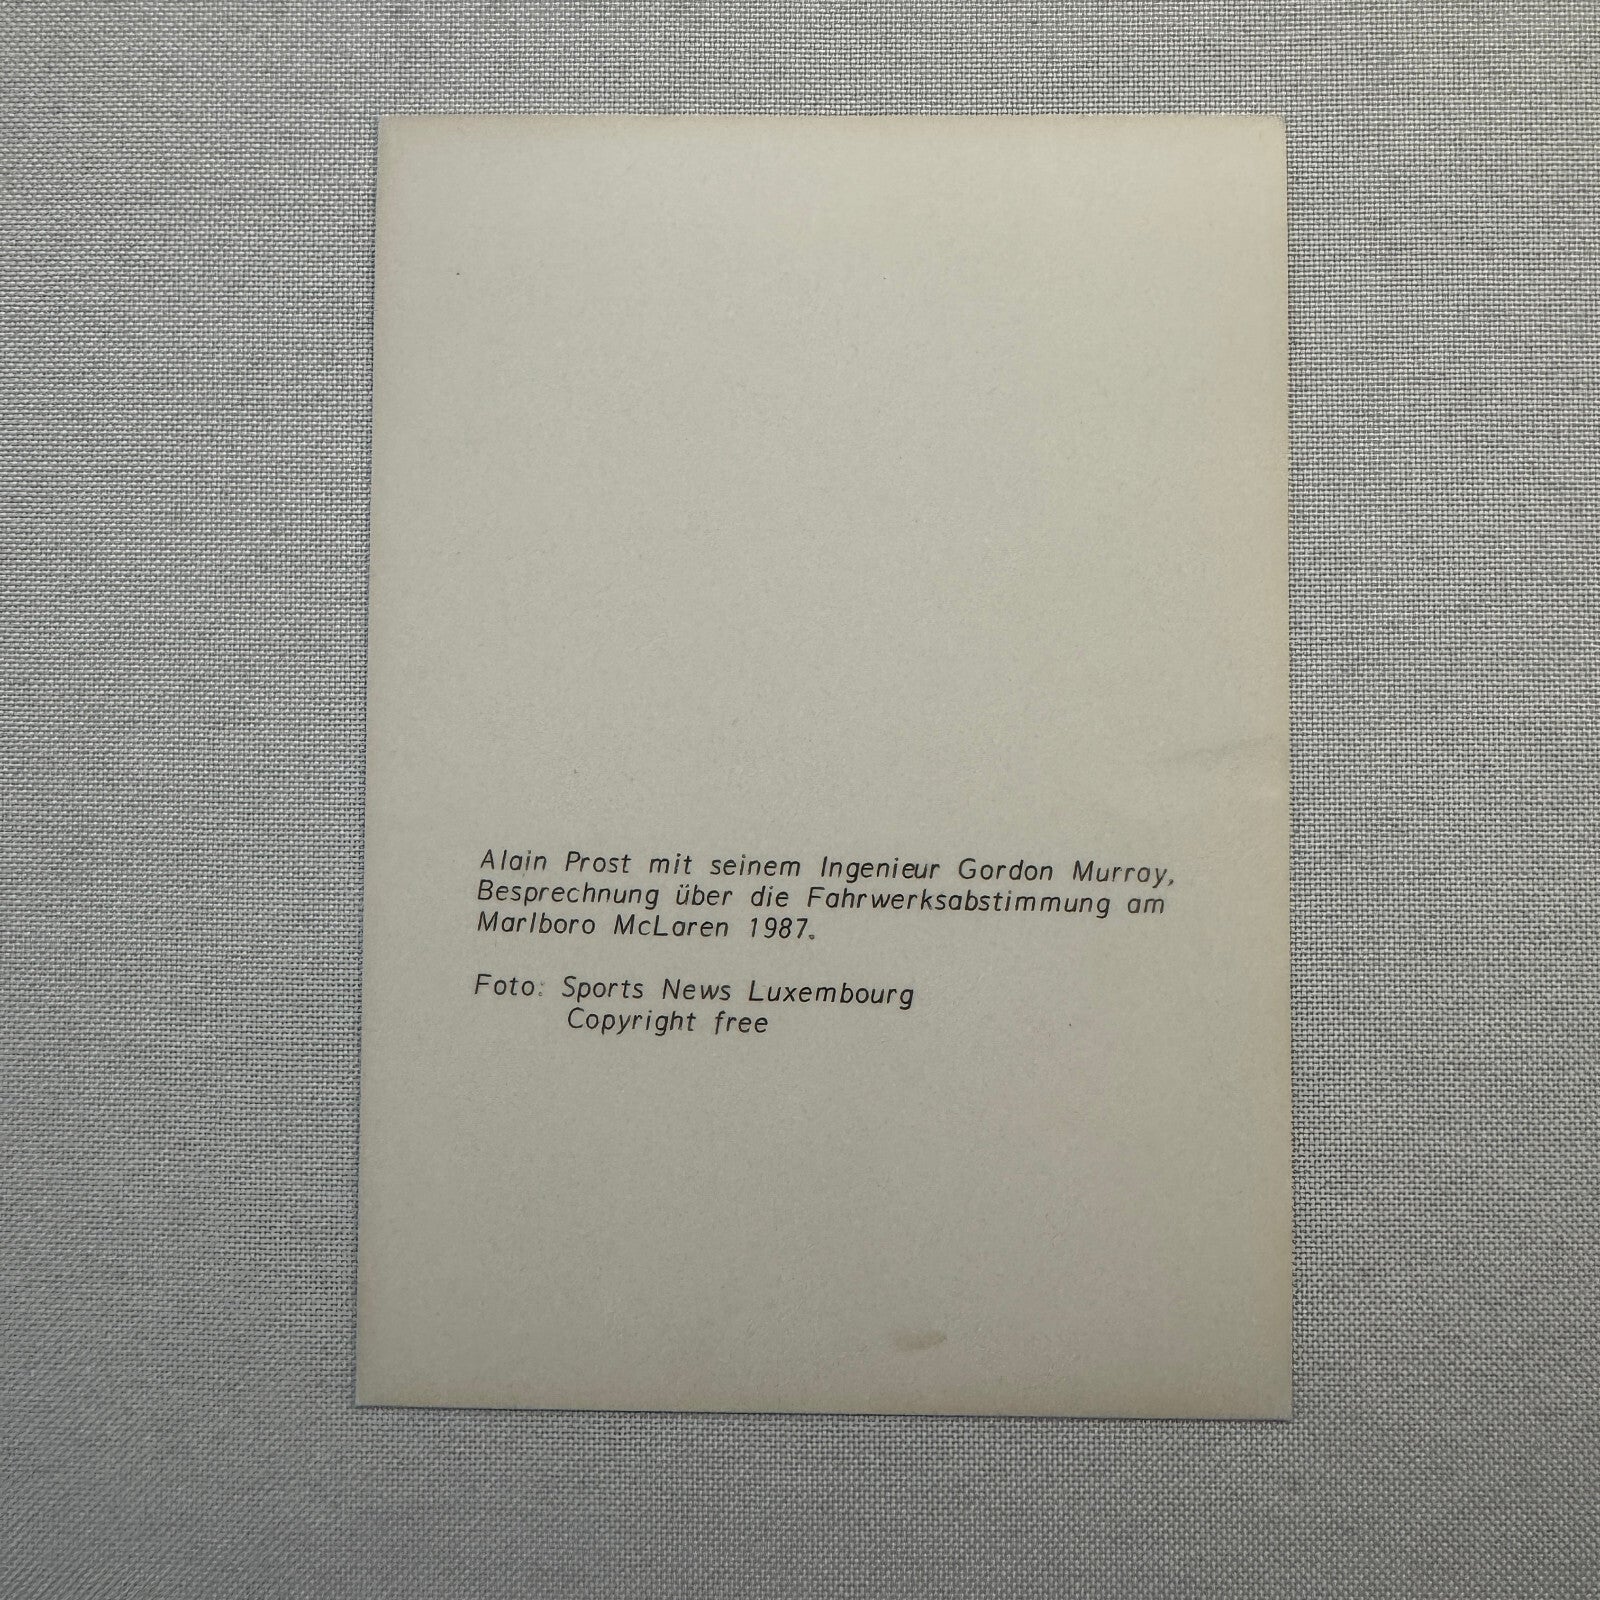 Alain Prost mit seinem Ingenieur Gordon Murray,
Besprechnung über die Fahrwerksabstimmung am
Marlboro McLaren 1987.
Foto: Sports News Luxembourg
Copyright free